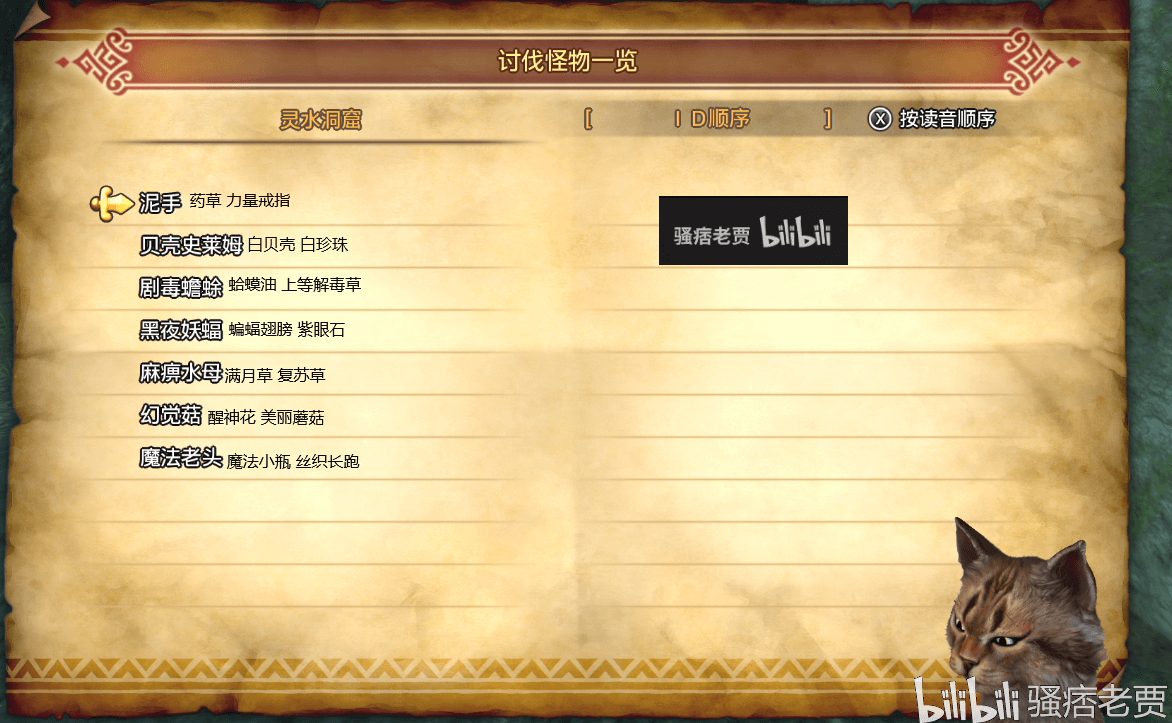 讨伐怪物一览
灵水洞窟 [ ID顺序 ] X 按读音顺序
泥手 药草 力量戒指
贝壳史莱姆 白贝壳 白珍珠
剧毒蟾蜍 蛤蟆油 上等解毒草
黑夜妖蝠 蝙蝠翅膀 紫眼石
麻痹水母 满月草 复苏草
幻觉菇 醒神花 美丽蘑菇
魔法老头 魔法小瓶 丝织长跑
骚痞老贾 bilibili
bilibili 骚痞老贾